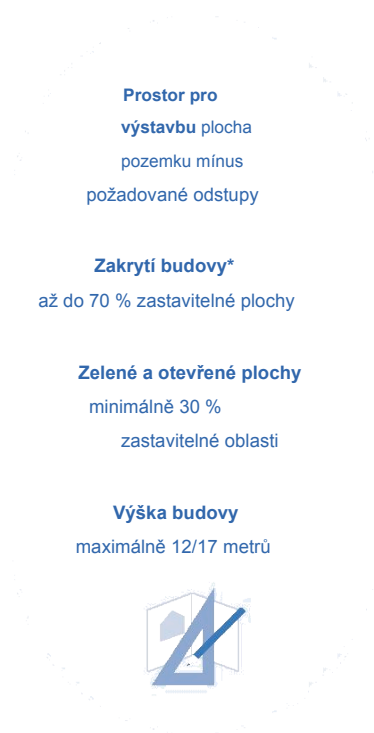 Prostor pro
výstavbu plocha
pozemku mínus
požadované odstupy
Zakrytí budovy*
až do 70 % zastavitelné plochy
Zelené a otevřené plochy
minimálně 30 %
zastavitelné oblasti
Výška budovy
maximálně 12/17 metrů